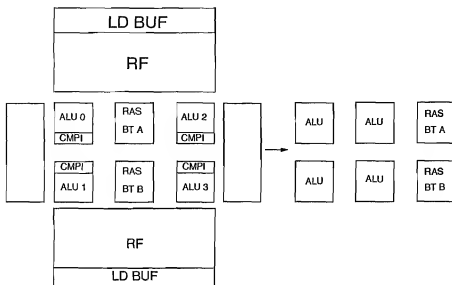 LD BUF
RF
ALU 0
CMPI
RAS
BT A
ALU 2
CMPI
ALU
ALU
RAS
BT A
CMPI
ALU 1
RAS
BT B
CMPI
ALU 3
ALU
ALU
RAS
BT B
RF
LD BUF